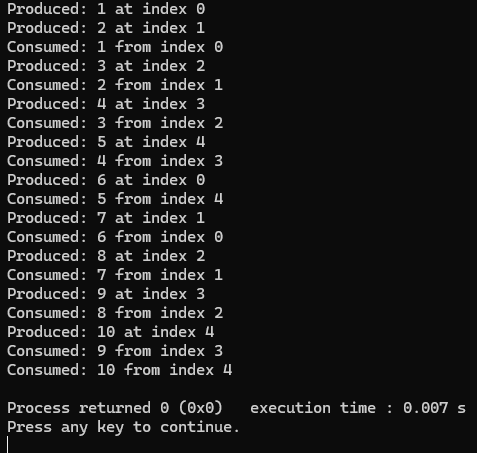 Produced: 1 at index 0
Produced: 2 at index 1
Consumed: 1 from index 0
Produced: 3 at index 2
Consumed: 2 from index 1
Produced: 4 at index 3
Consumed: 3 from index 2
Produced: 5 at index 4
Consumed: 4 from index 3
Produced: 6 at index 0
Consumed: 5 from index 4
Produced: 7 at index 1
Consumed: 6 from index 0
Produced: 8 at index 2
Consumed: 7 from index 1
Produced: 9 at index 3
Consumed: 8 from index 2
Produced: 10 at index 4
Consumed: 9 from index 3
Consumed: 10 from index 4
Process returned 0 (0x0)   execution time : 0.007 s
Press any key to continue.